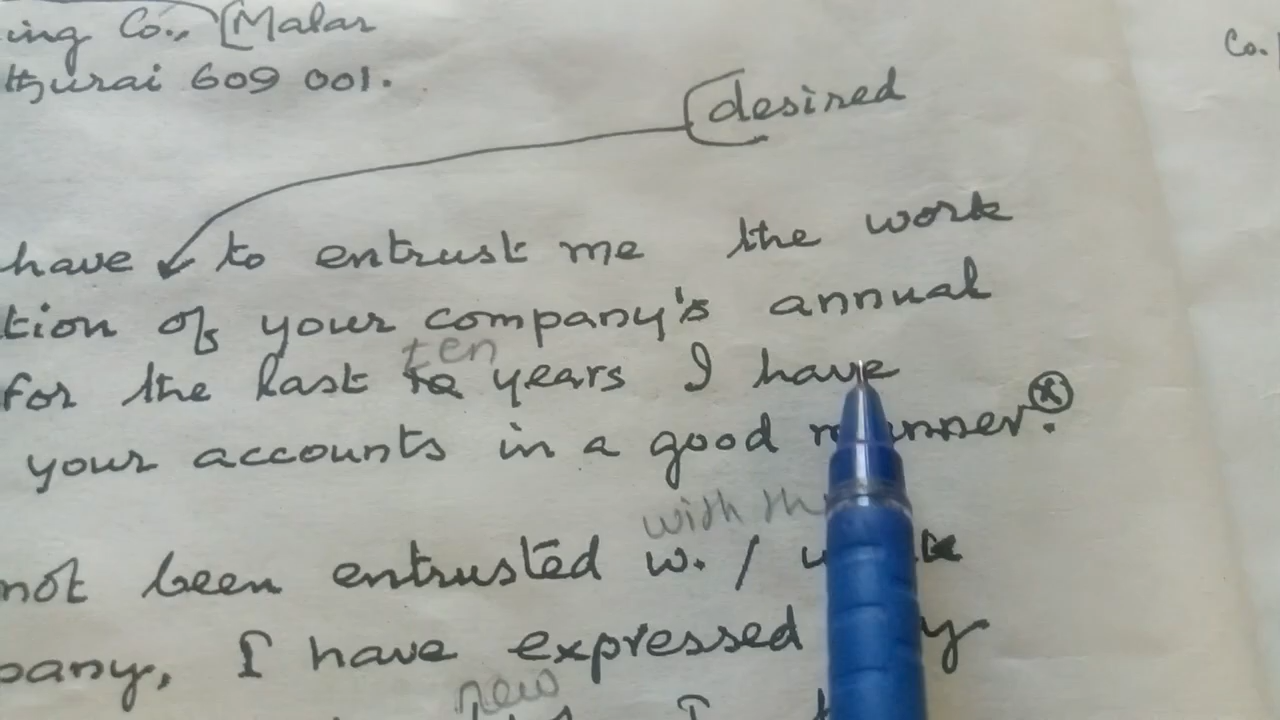 ing Co., [Malar
Co.
thurai 609 001.
[desired
have to entrust me the work
tion of your company's annual
ten
for the last te years I have
your accounts in a good manner.
with
not been entrusted w. /
pany, I have expressed
new
I